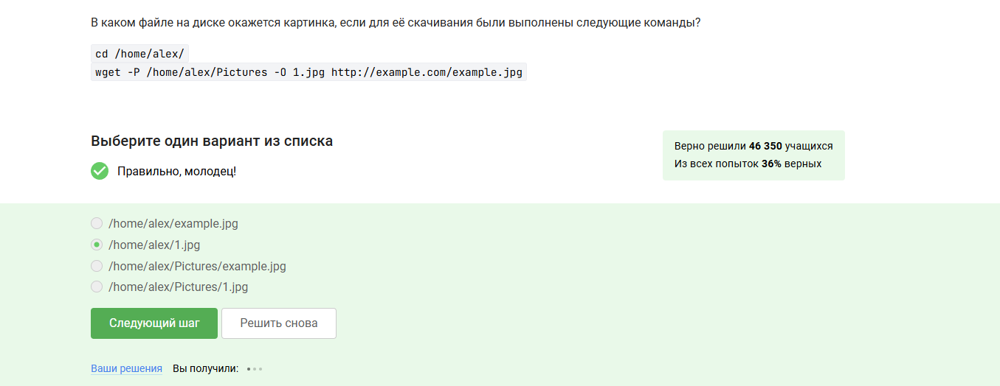 В каком файле на диске окажется картинка, если для её скачивания были выполнены следующие команды?
cd /home/alex/
wget -P /home/alex/Pictures -O 1.jpg http://example.com/example.jpg
Выберите один вариант из списка
Правильно, молодец!
Верно решили 46 350 учащихся
Из всех попыток 36% верных
/home/alex/example.jpg
/home/alex/1.jpg
/home/alex/Pictures/example.jpg
/home/alex/Pictures/1.jpg
Следующий шаг Решить снова
Ваши решения Вы получили: